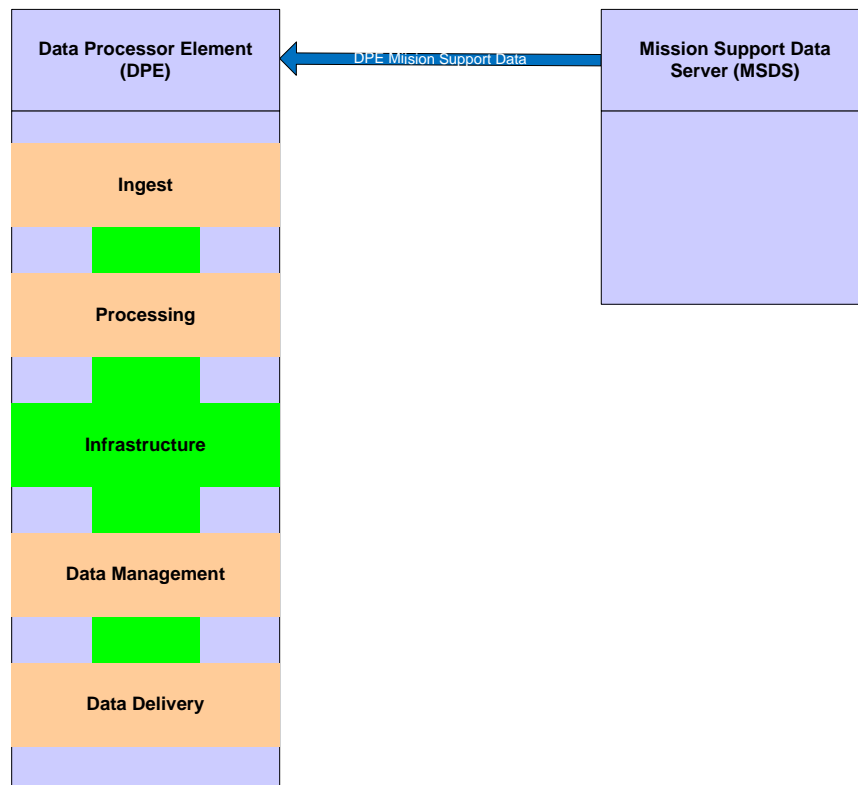 Data Processor Element
(DPE)
DPE MIision Support Data
Mission Support Data
Server (MSDS)
Ingest
Processing
Infrastructure
Data Management
Data Delivery